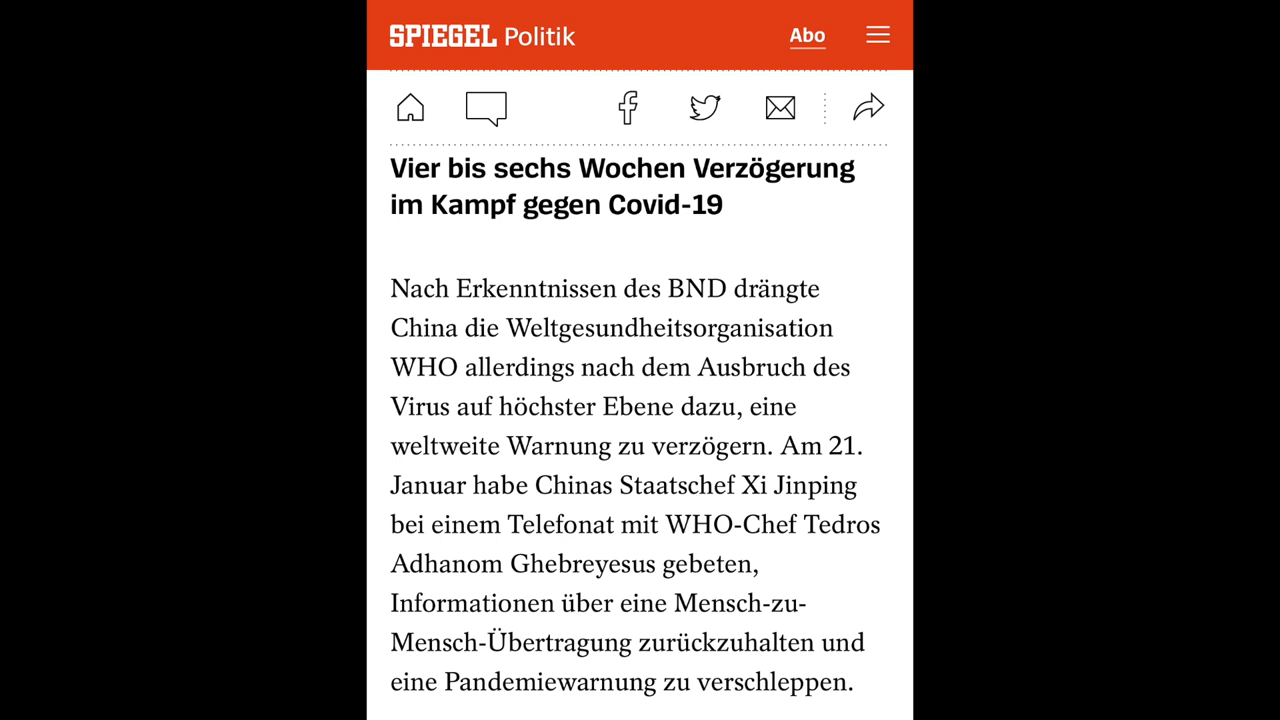 SPIEGEL Politik Abo
Vier bis sechs Wochen Verzögerung
im Kampf gegen Covid-19
Nach Erkenntnissen des BND drängte
China die Weltgesundheitsorganisation
WHO allerdings nach dem Ausbruch des
Virus auf höchster Ebene dazu, eine
weltweite Warnung zu verzögern. Am 21.
Januar habe Chinas Staatschef Xi Jinping
bei einem Telefonat mit WHO-Chef Tedros
Adhanom Ghebreyesus gebeten,
Informationen über eine Mensch-zu-
Mensch-Übertragung zurückzuhalten und
eine Pandemiewarnung zu verschleppen.